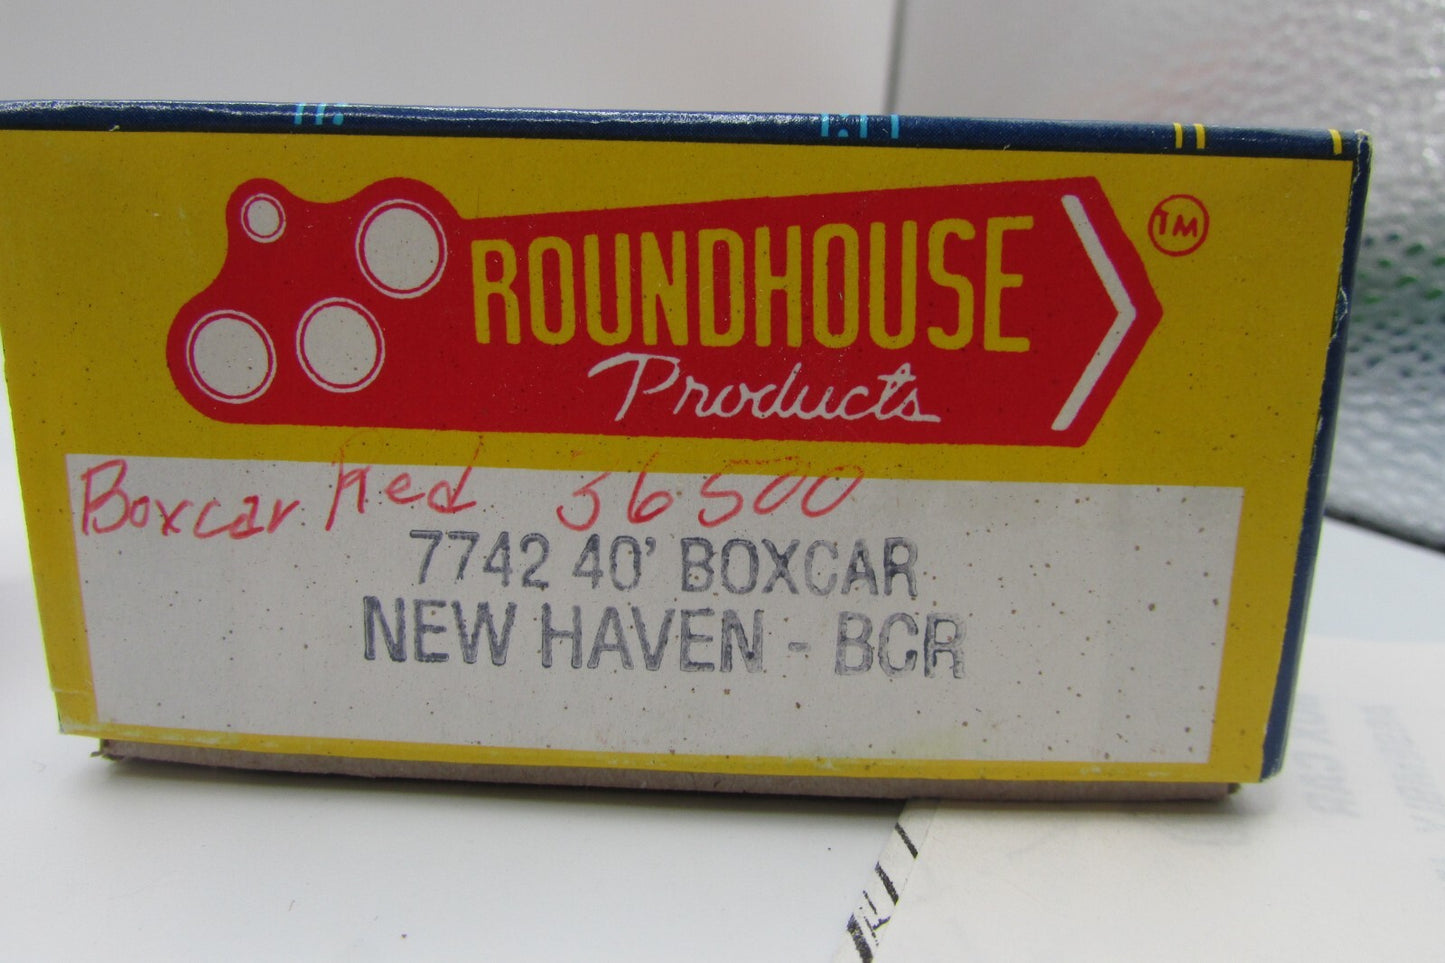 ROUNDHOUSE
Products
TM
Boxcar Red 36500
7742 40' BOXCAR
NEW HAVEN - BCR